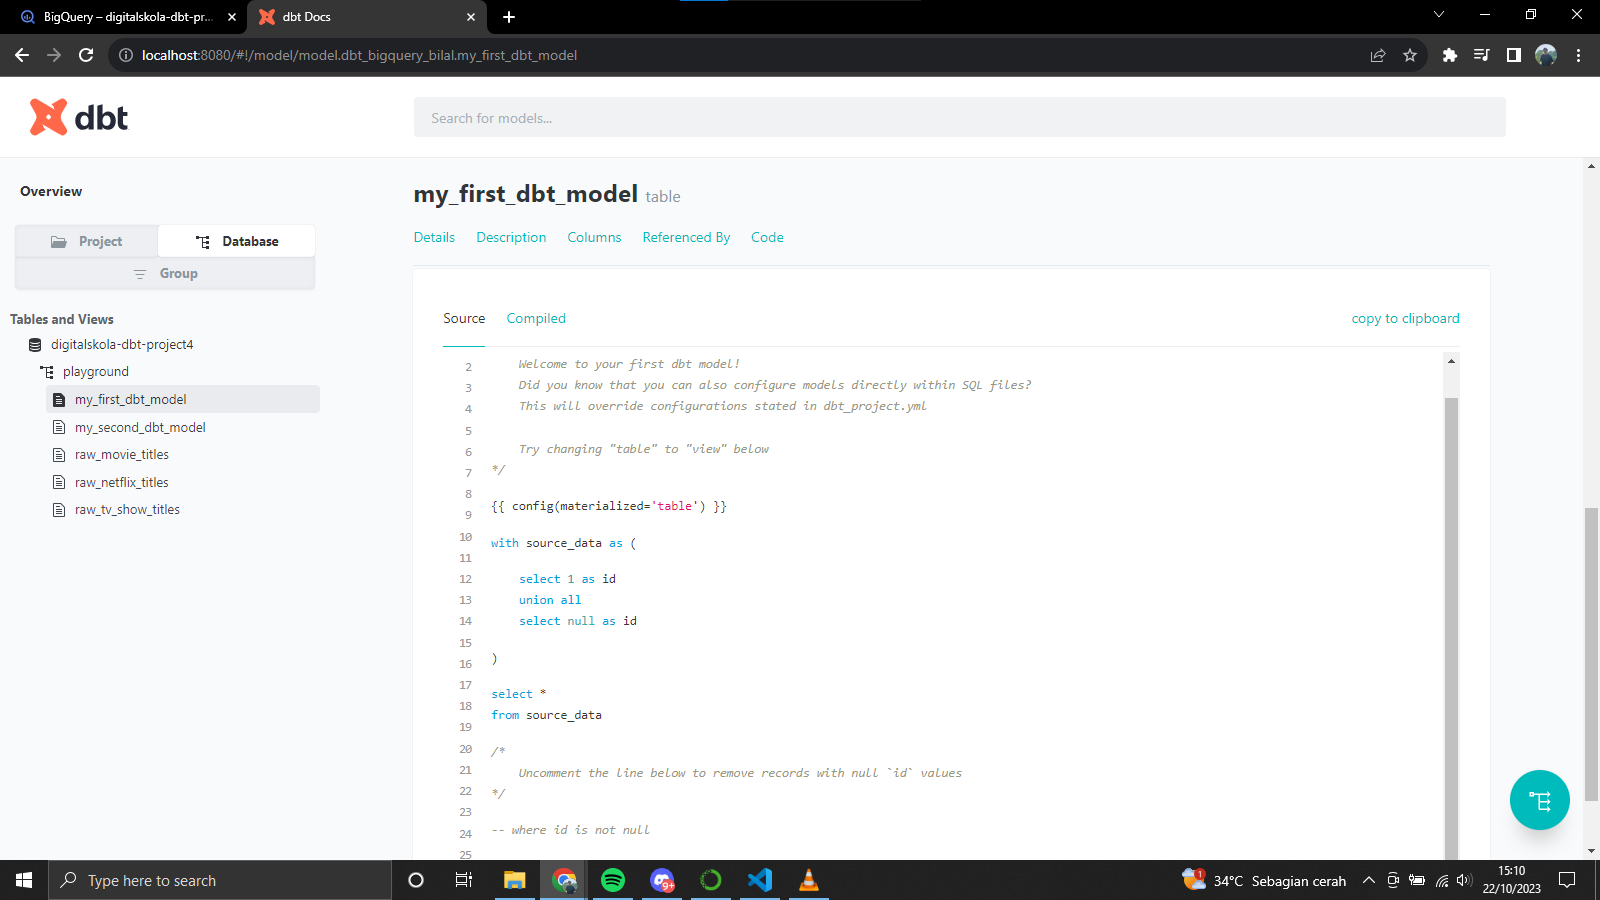 BigQuery – digitalskola-dbt-pr...
dbt Docs
localhost:8080/#!/model/model.dbt_bigquery_bilal.my_first_dbt_model
dbt
Search for models...
Overview
Project
Database
Group
Tables and Views
digitalskola-dbt-project4
playground
my_first_dbt_model
my_second_dbt_model
raw_movie_titles
raw_netflix_titles
raw_tv_show_titles
my_first_dbt_model table
Details Description Columns Referenced By Code
Source Compiled copy to clipboard
2 Welcome to your first dbt model!
3 Did you know that you can also configure models directly within SQL files?
4 This will override configurations stated in dbt_project.yml
5
6 Try changing "table" to "view" below
7 */
8
9 {{ config(materialized='table') }}
10
11 with source_data as (
12 select 1 as id
13 union all
14 select null as id
15
16 )
17
18 select *
19 from source_data
20 /*
21 Uncomment the line below to remove records with null `id` values
22 */
23
24 -- where id is not null
25
Type here to search
9+
1
34°C Sebagian cerah
15:10
22/10/2023